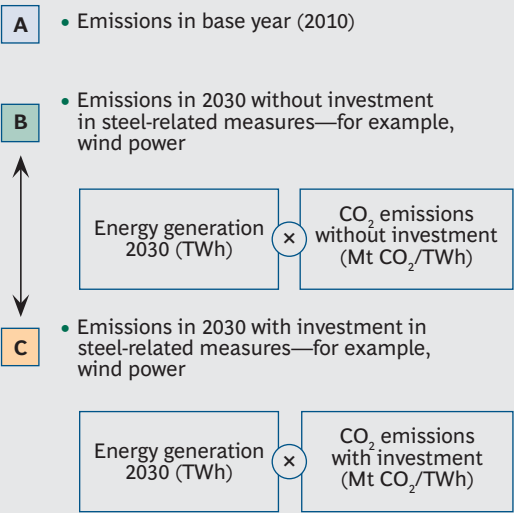 A
• Emissions in base year (2010)
B
• Emissions in 2030 without investment
in steel-related measures—for example,
wind power
Energy generation
2030 (TWh)
×
CO₂ emissions
without investment
(Mt CO₂/TWh)
C
• Emissions in 2030 with investment in
steel-related measures—for example,
wind power
Energy generation
2030 (TWh)
×
CO₂ emissions
with investment
(Mt CO₂/TWh)